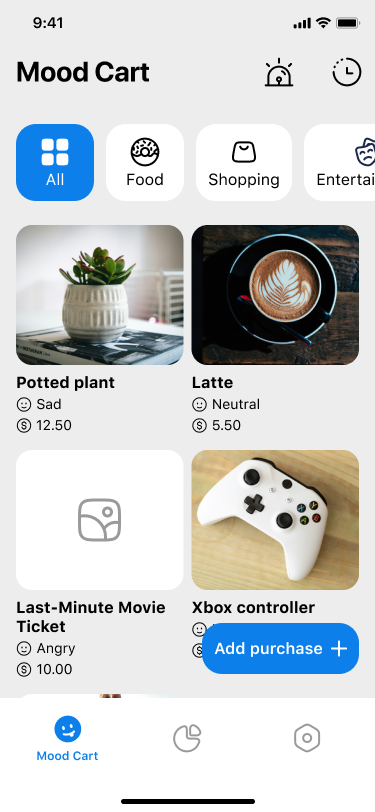 9:41
Mood Cart
All
Food
Shopping
Entertai
Potted plant
Sad
12.50
Latte
Neutral
5.50
Last-Minute Movie
Ticket
Angry
10.00
Xbox controller
Add purchase
Mood Cart